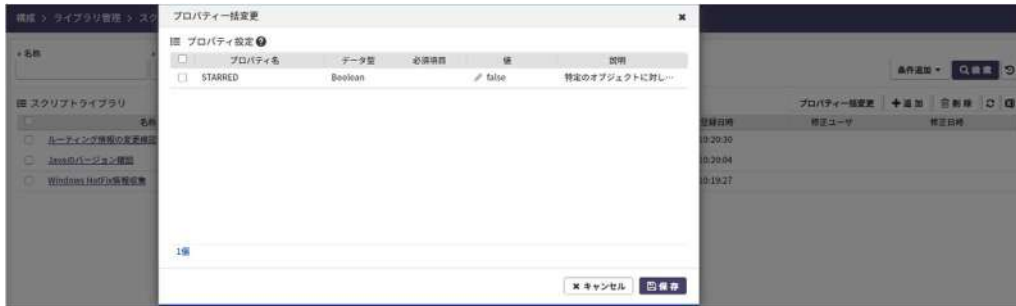 構成 > ライブラリ管理 > スク
プロパティー括変更
プロパティ設定
プロパティ名 データ型 必須項目 値 説明
STARRED Boolean false 特定のオブジェクトに対し…
1個
キャンセル 保存
名称
条件追加 検索
スクリプトライブラリ
プロパティー括変更 追加 削除
名称 登録日時 修正ユーザ 修正日時
ルーティング情報の変更確認 10:20:30
Javaのバージョン確認 10:20:04
Windows HotFix情報収集 10:19:27